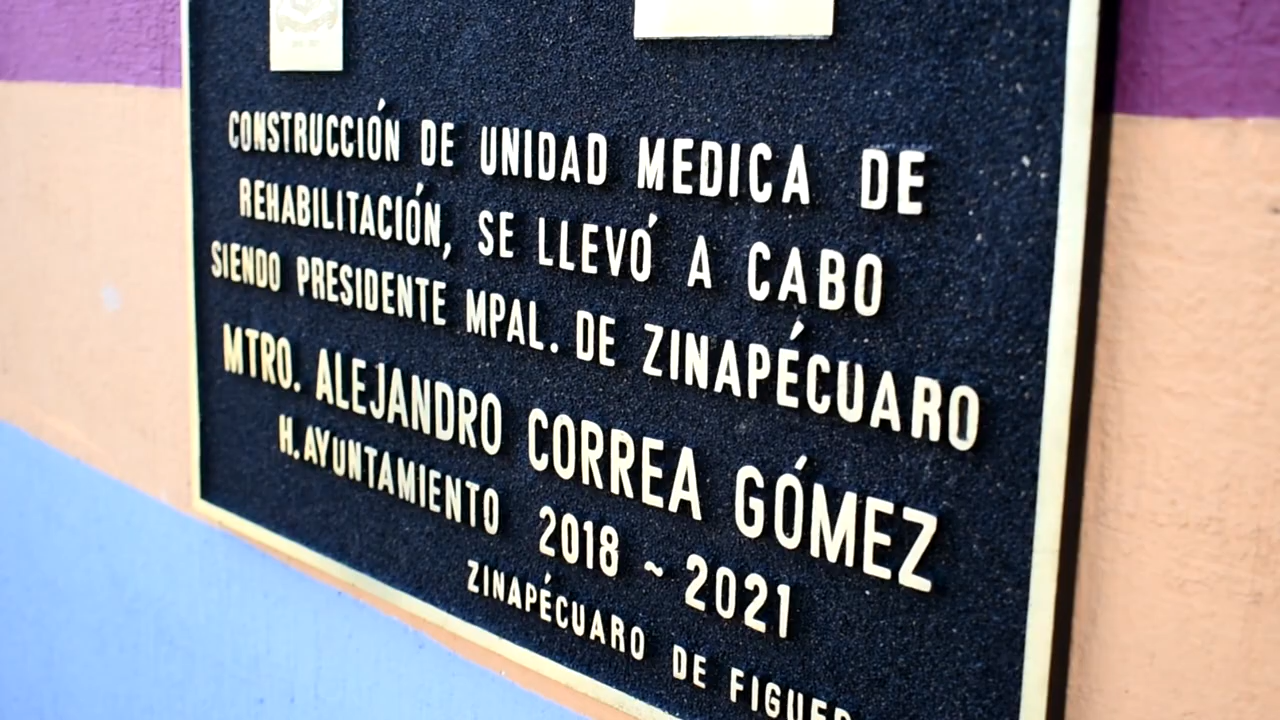 CONSTRUCCIÓN DE UNIDAD MEDICA DE
REHABILITACIÓN, SE LLEVÓ A CABO
SIENDO PRESIDENTE MPAL. DE ZINAPÉCUARO
MTRO. ALEJANDRO CORREA GÓMEZ
H. AYUNTAMIENTO 2018 ~ 2021
ZINAPÉCUARO DE